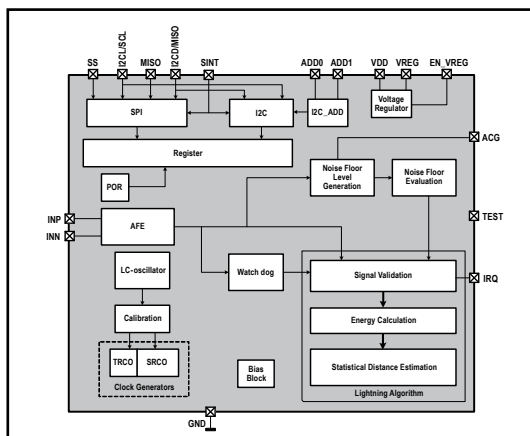 SS
I2CL/SCL
MISO
I2CD/MISO
SINT
ADD0
ADD1
VDD
VREG
EN_VREG
SPI
I2C
I2C_ADD
Voltage
Regulator
Register
ACG
POR
Noise Floor
Level
Generation
Noise Floor
Evaluation
INP
INN
AFE
TEST
LC-oscillator
Watch dog
Signal Validation
IRQ
Calibration
Energy Calculation
TRCO
SRCO
Clock Generators
Bias
Block
Statistical Distance Estimation
Lightning Algorithm
GND